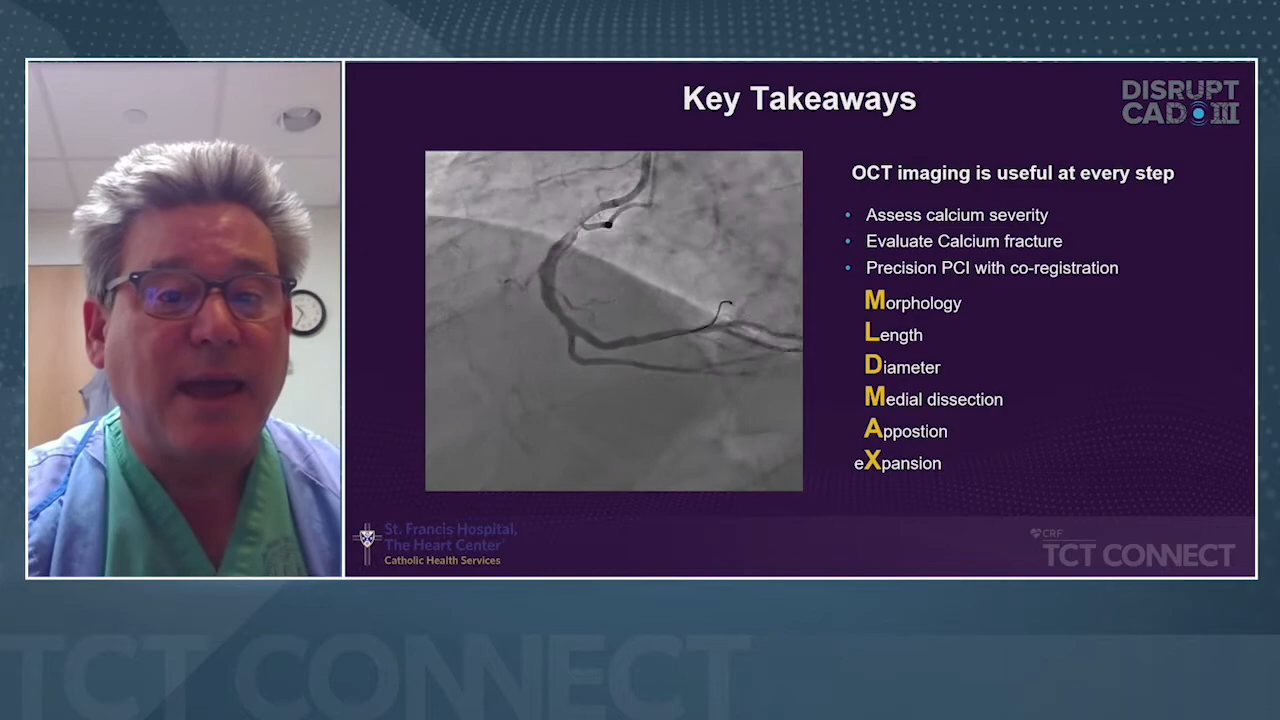 Key Takeaways
DISRUPT
CAD III
OCT imaging is useful at every step
• Assess calcium severity
• Evaluate Calcium fracture
• Precision PCI with co-registration
Morphology
Length
Diameter
Medial dissection
Appostion
eXpansion
St. Francis Hospital,
The Heart Center
Catholic Health Services
CRF
TCT CONNECT
TCT CONNECT